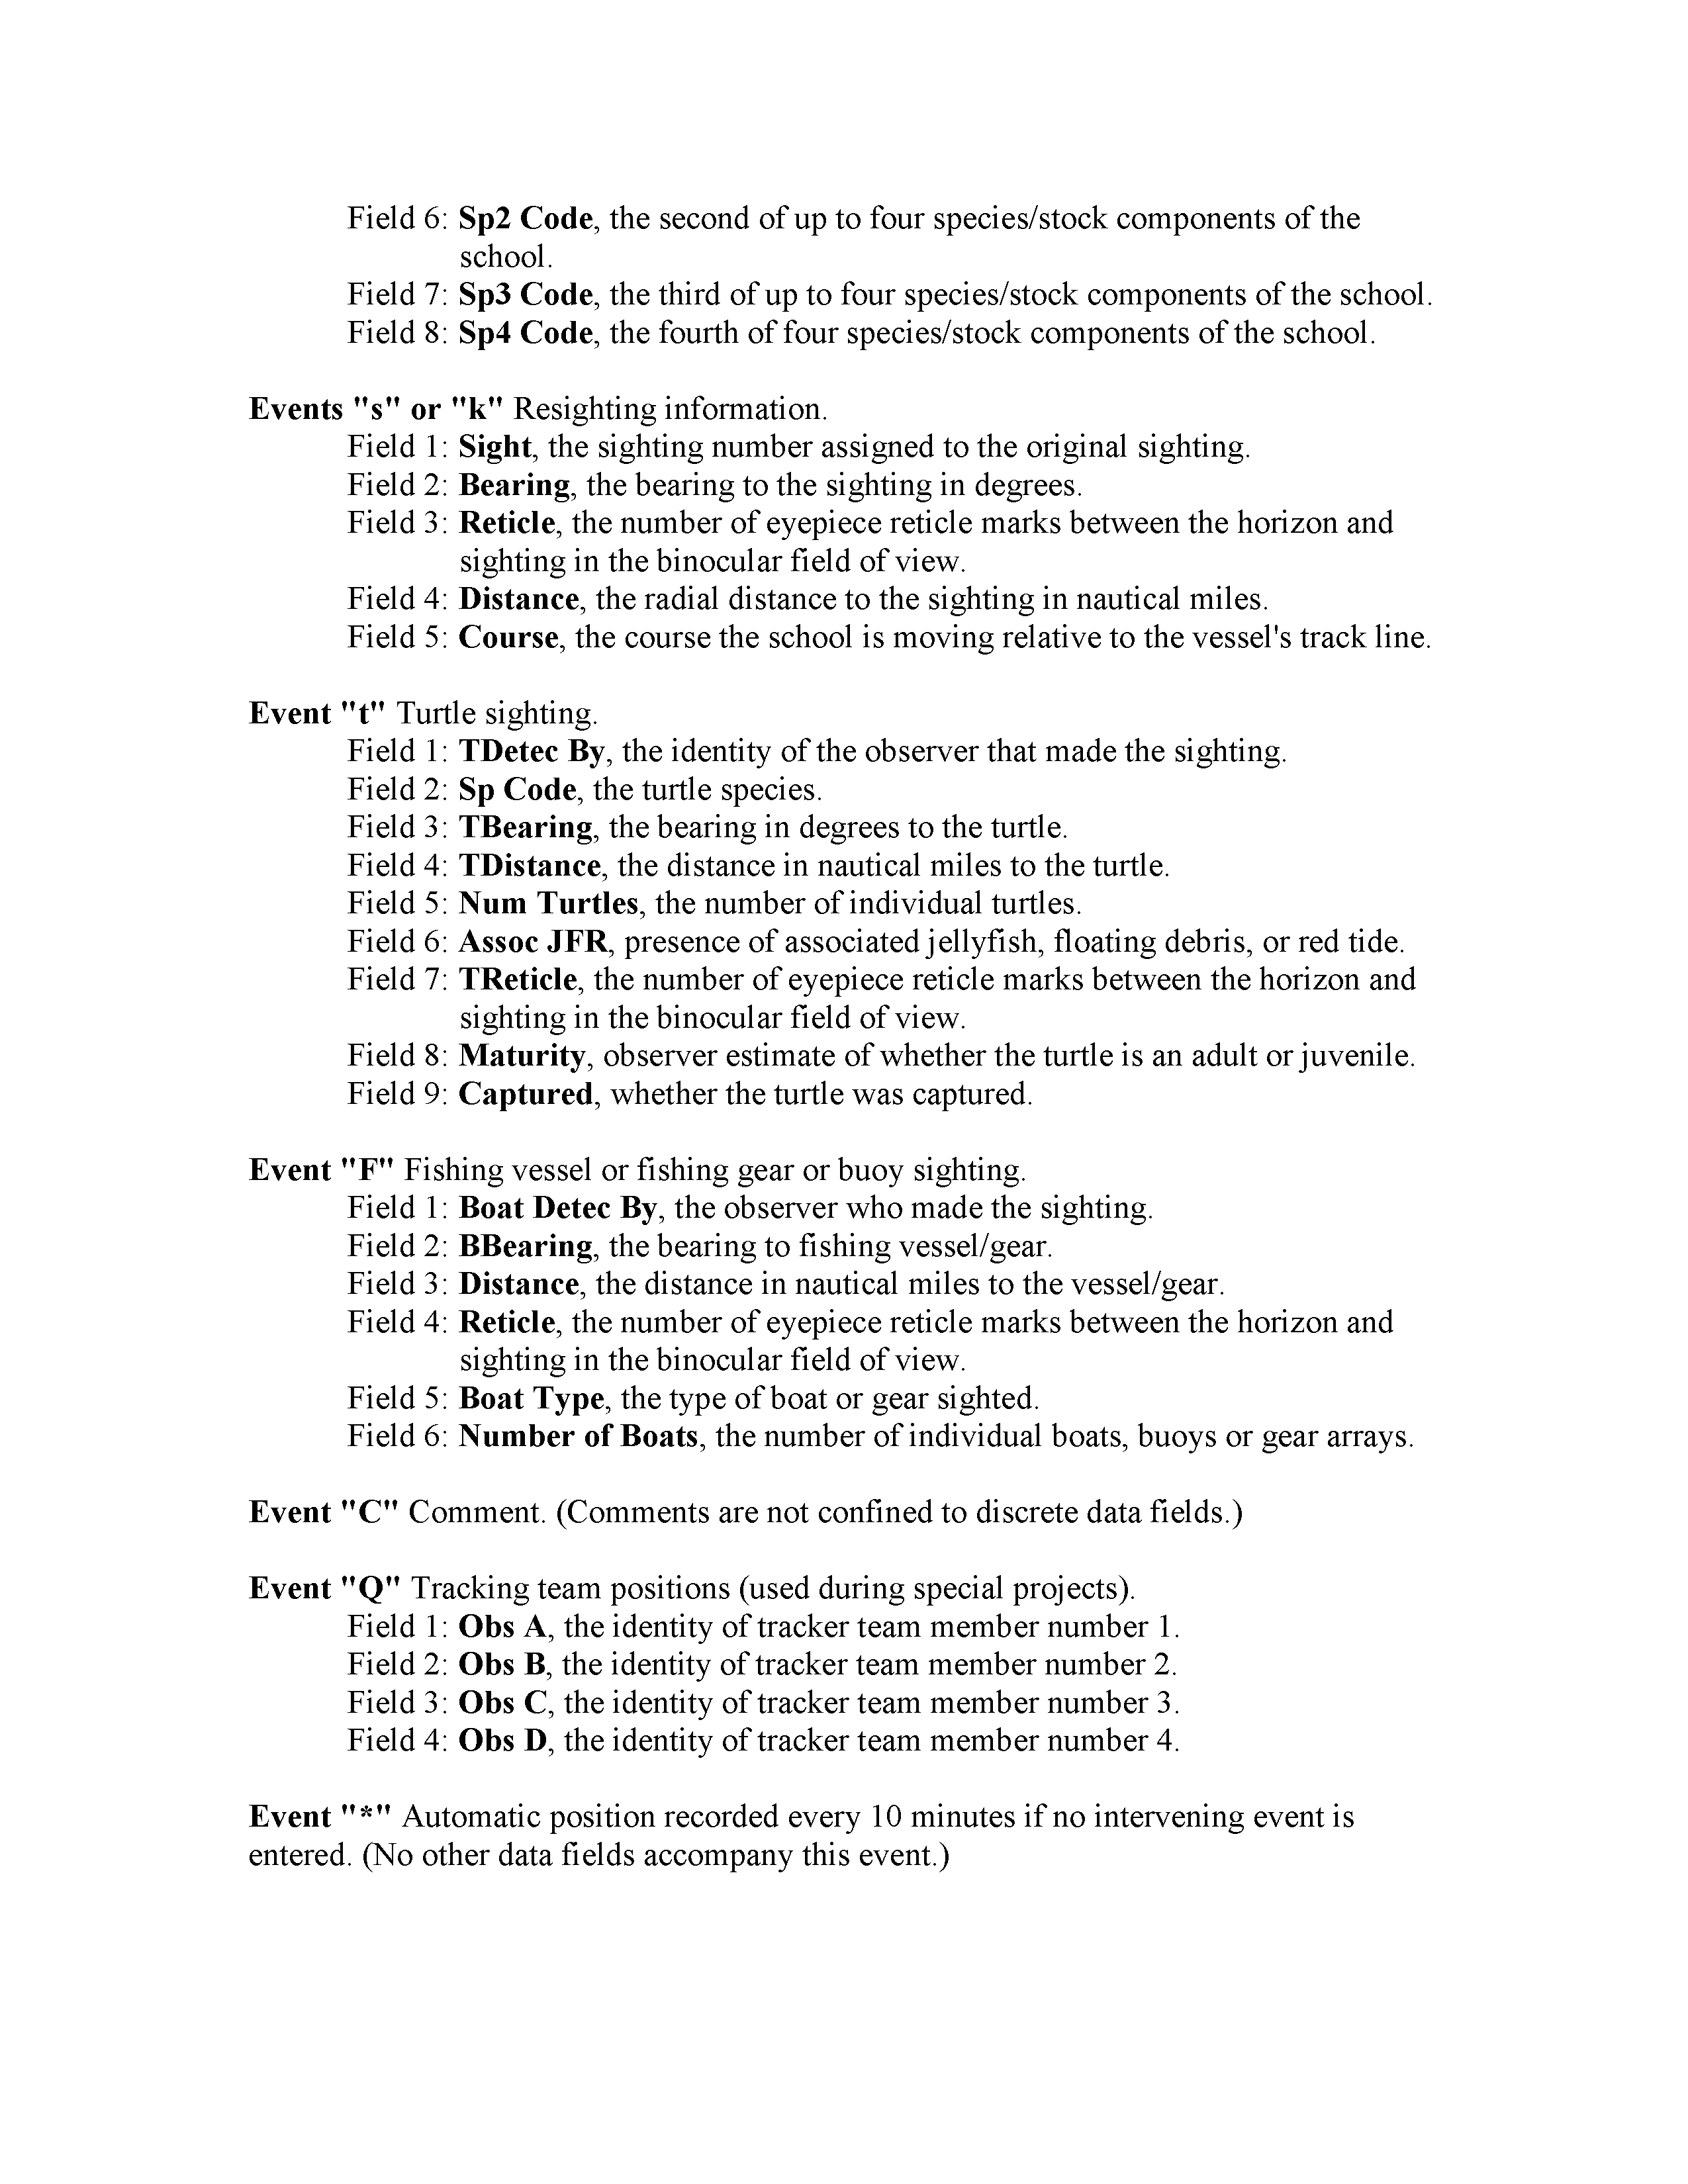 Field 6: Sp2 Code, the second of up to four species/stock components of the
school.
Field 7: Sp3 Code, the third of up to four species/stock components of the school.
Field 8: Sp4 Code, the fourth of four species/stock components of the school.
Events "s" or "k" Resighting information.
Field 1: Sight, the sighting number assigned to the original sighting.
Field 2: Bearing, the bearing to the sighting in degrees.
Field 3: Reticle, the number of eyepiece reticle marks between the horizon and
sighting in the binocular field of view.
Field 4: Distance, the radial distance to the sighting in nautical miles.
Field 5: Course, the course the school is moving relative to the vessel's track line.
Event "t" Turtle sighting.
Field 1: TDetec By, the identity of the observer that made the sighting.
Field 2: Sp Code, the turtle species.
Field 3: TBearing, the bearing in degrees to the turtle.
Field 4: TDistance, the distance in nautical miles to the turtle.
Field 5: Num Turtles, the number of individual turtles.
Field 6: Assoc JFR, presence of associated jellyfish, floating debris, or red tide.
Field 7: TReticle, the number of eyepiece reticle marks between the horizon and
sighting in the binocular field of view.
Field 8: Maturity, observer estimate of whether the turtle is an adult or juvenile.
Field 9: Captured, whether the turtle was captured.
Event "F" Fishing vessel or fishing gear or buoy sighting.
Field 1: Boat Detec By, the observer who made the sighting.
Field 2: BBearing, the bearing to fishing vessel/gear.
Field 3: Distance, the distance in nautical miles to the vessel/gear.
Field 4: Reticle, the number of eyepiece reticle marks between the horizon and
sighting in the binocular field of view.
Field 5: Boat Type, the type of boat or gear sighted.
Field 6: Number of Boats, the number of individual boats, buoys or gear arrays.
Event "C" Comment. (Comments are not confined to discrete data fields.)
Event "Q" Tracking team positions (used during special projects).
Field 1: Obs A, the identity of tracker team member number 1.
Field 2: Obs B, the identity of tracker team member number 2.
Field 3: Obs C, the identity of tracker team member number 3.
Field 4: Obs D, the identity of tracker team member number 4.
Event "*" Automatic position recorded every 10 minutes if no intervening event is
entered. (No other data fields accompany this event.)